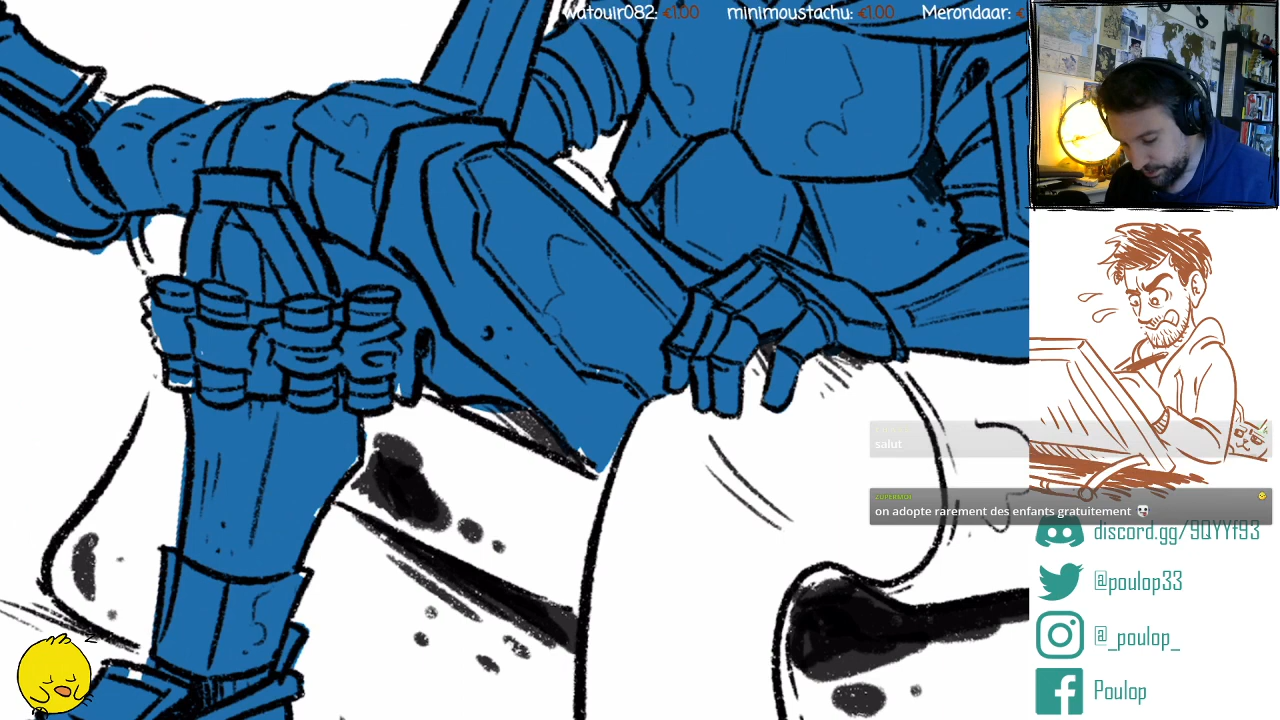 watouir082: €1.00 minimoustachu: €1.00 Merondaar: €
salut
ZUPERMOI
on adopte rarement des enfants gratuitement
discord.gg/9QYYf93
@poulop33
@_poulop_
Poulop
z